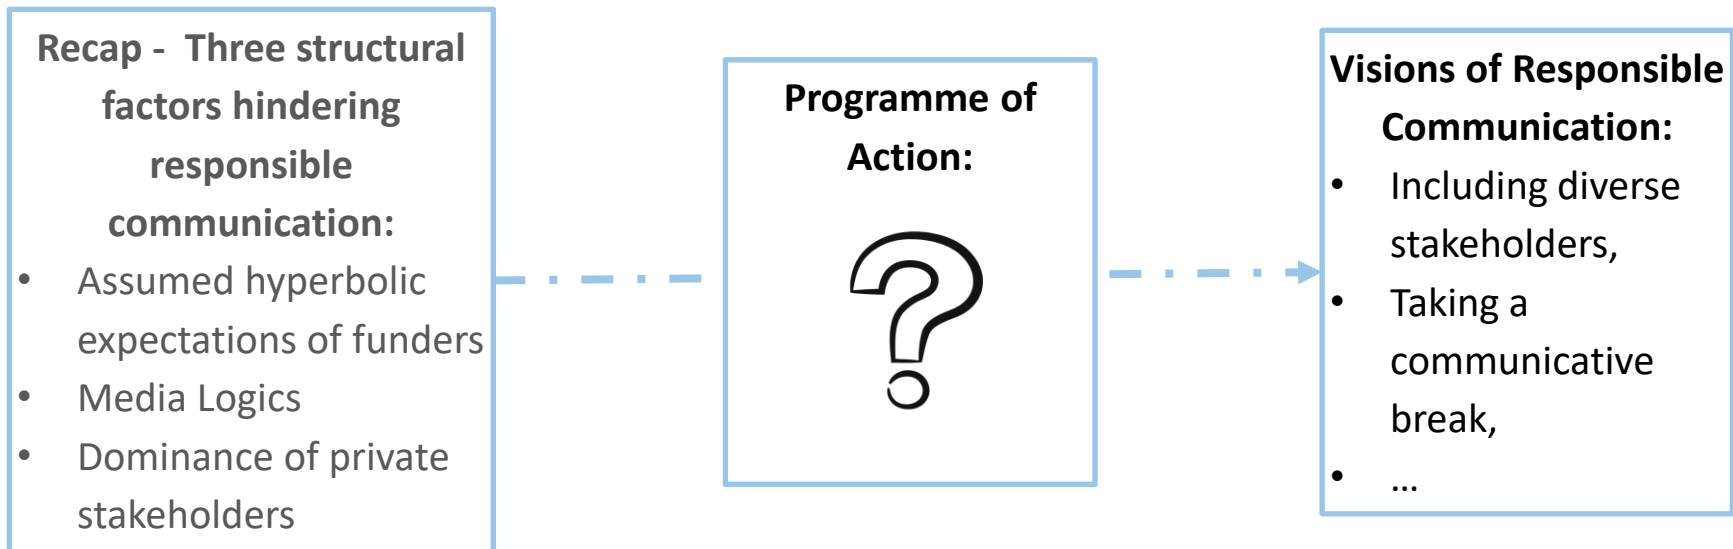 Recap - Three structural
factors hindering
responsible
communication:
• Assumed hyperbolic
expectations of funders
• Media Logics
• Dominance of private
stakeholders
Programme of
Action:
?
Visions of Responsible
Communication:
• Including diverse
stakeholders,
• Taking a
communicative
break,
• ...